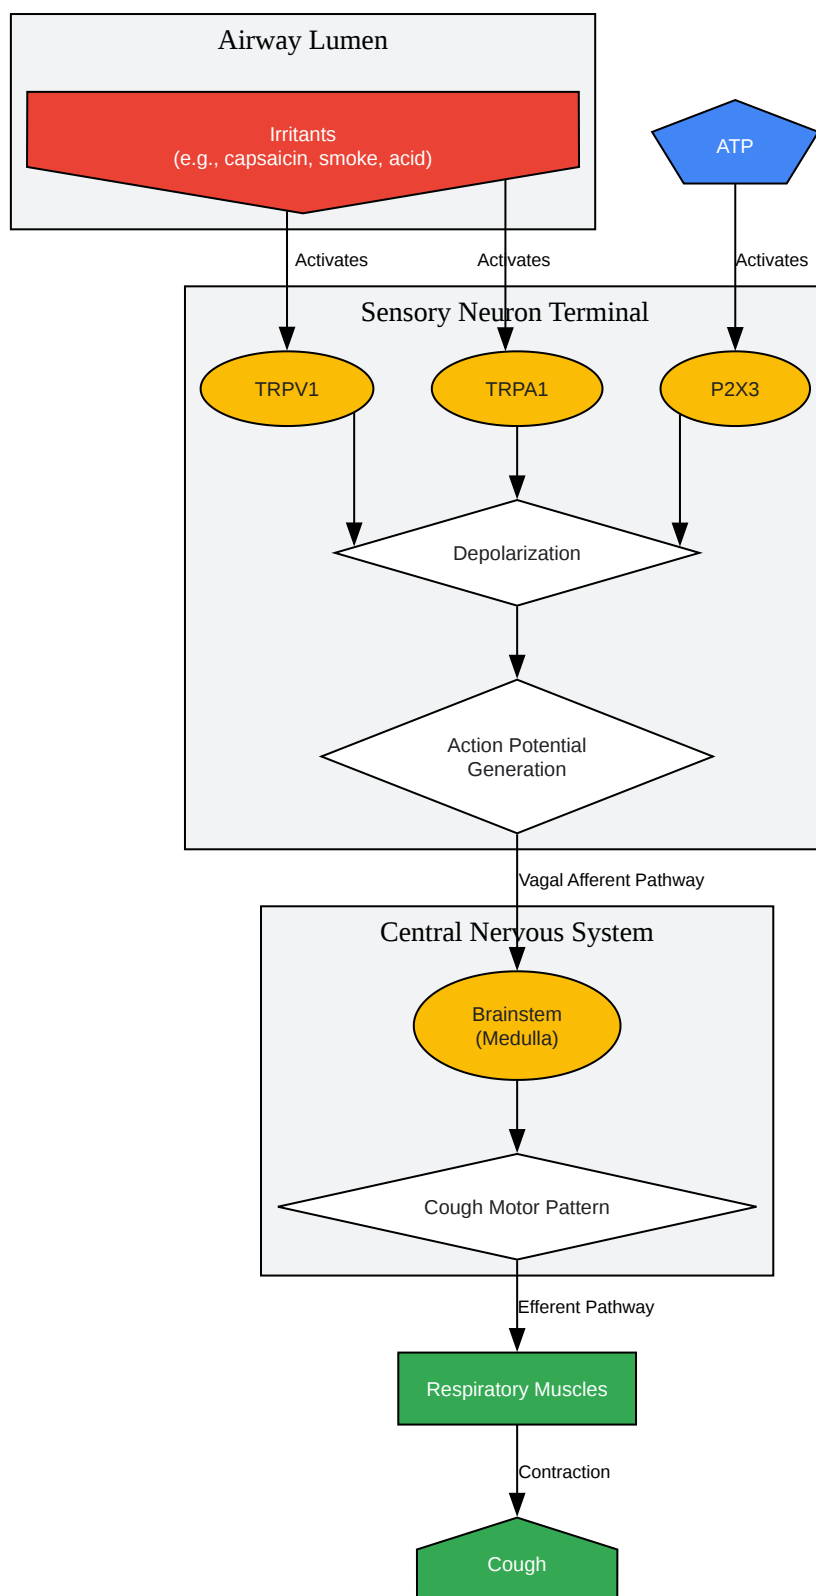 Airway Lumen
Irritants
(e.g., capsaicin, smoke, acid)
ATP
Activates
Activates
Activates
Sensory Neuron Terminal
TRPV1
TRPA1
P2X3
Depolarization
Action Potential
Generation
Vagal Afferent Pathway
Central Nervous System
Brainstem
(Medulla)
Cough Motor Pattern
Efferent Pathway
Respiratory Muscles
Contraction
Cough